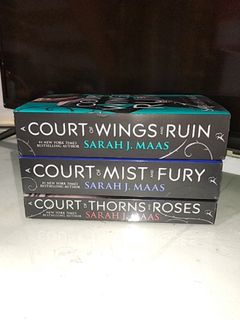 A COURT OF WINGS AND RUIN
#1 NEW YORK TIMES
BESTSELLING AUTHOR
SARAH J. MAAS
A COURT OF MIST AND FURY
#1 NEW YORK TIMES
BESTSELLING AUTHOR
SARAH J. MAAS
A COURT OF THORNS AND ROSES
#1 NEW YORK TIMES
BESTSELLING AUTHOR
SARAH J. MAAS